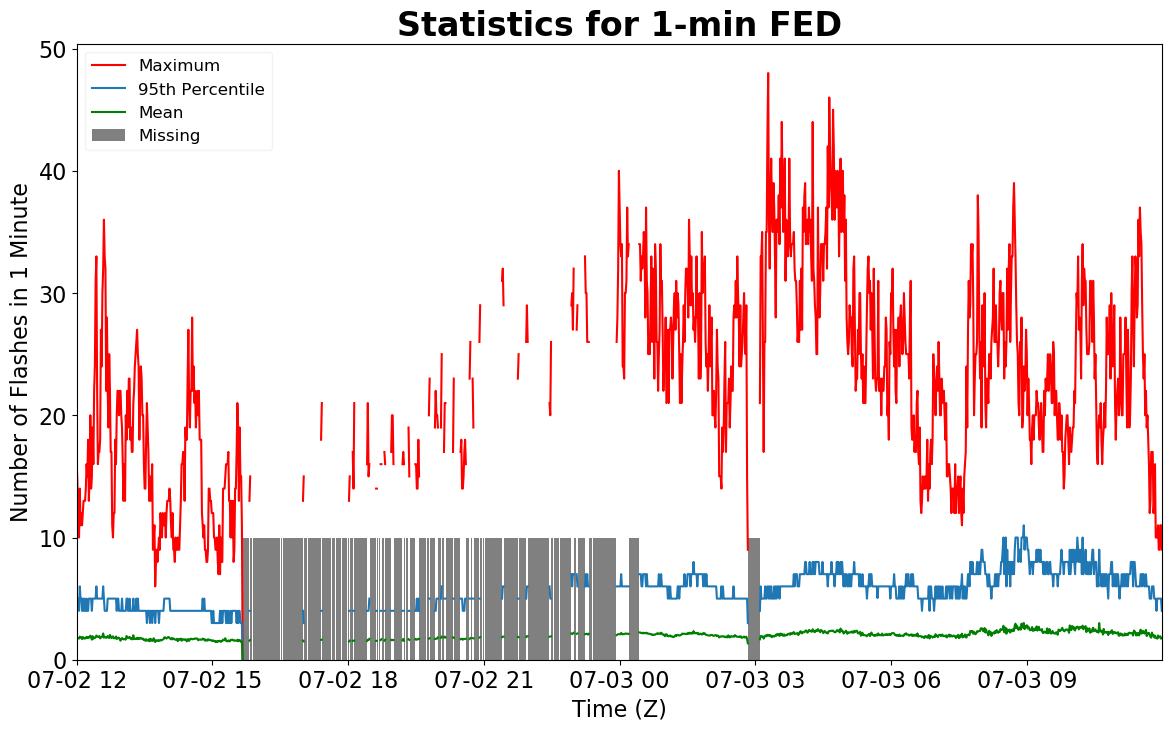 Statistics for 1-min FED
50
40
30
20
10
0
Number of Flashes in 1 Minute
Maximum
95th Percentile
Mean
Missing
07-02 12 07-02 15 07-02 18 07-02 21 07-03 00 07-03 03 07-03 06 07-03 09
Time (Z)